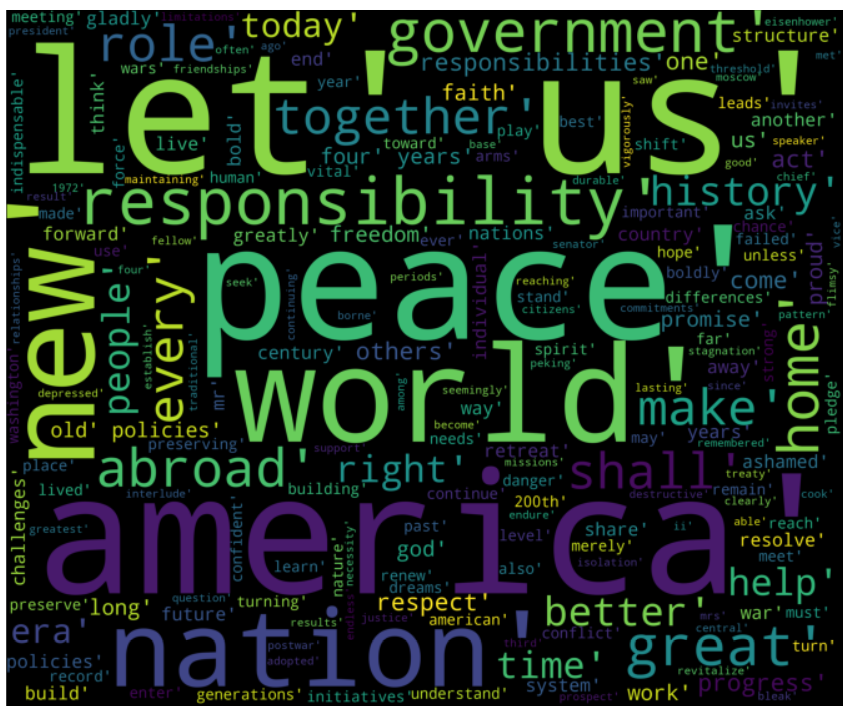 meeting' gladly' limitations' today' government' structure' eisenhower'
president' role' often' ago' end' responsibilities' one' met'
let' us'
wars' friendships' year' faith' saw' threshold' moscow' leads' invites'
indispensable' think' live' bold' together' play' best' shift' vigorously' us' another' speaker'
force' maintaining' human' vital' toward' base' four' years' arms' durable' good' act' chief'
1972' result'
' responsibility' history'
made' use' forward' fellow' greatly' freedom' ever' nations' important' country' chance' ask' failed' senator' boldly' unless' proud' vice' flimsy'
new' people' every' peace' home'
relationships' four' seek' periods' continuing' borne' citizens' reaching' stand' individual' hope' differences' come' pattern' commitments' promise'
washington' depressed' establish' traditional' century' others' spirit' peking' far' stagnation' pledge'
mr' among' seemingly' way' lasting' away' since' strong'
world' make'
old' policies' preserving' become' needs' may' years' remembered'
place' abroad' right' support' retreat' missions' shall' treaty' ashamed'
challenges' lived' interlude' building' continue' danger' destructive' clearly' remain' cook'
america'
greatest' confident' learn' past' god' level' 200th' endure' also' share' merely' isolation' ii' able' reach' resolve' meet'
nature' necessity' renew' dreams' help'
preserve' long' turning' question' future' results' endless' justice' respect' american' better' war' mrs' must'
era' nation' great' turn'
policies' record' postwar' adopted' third' time' conflict' central' revitalize'
build' enter' generations' initiatives' prospect' understand' system' work' progress' bleak'